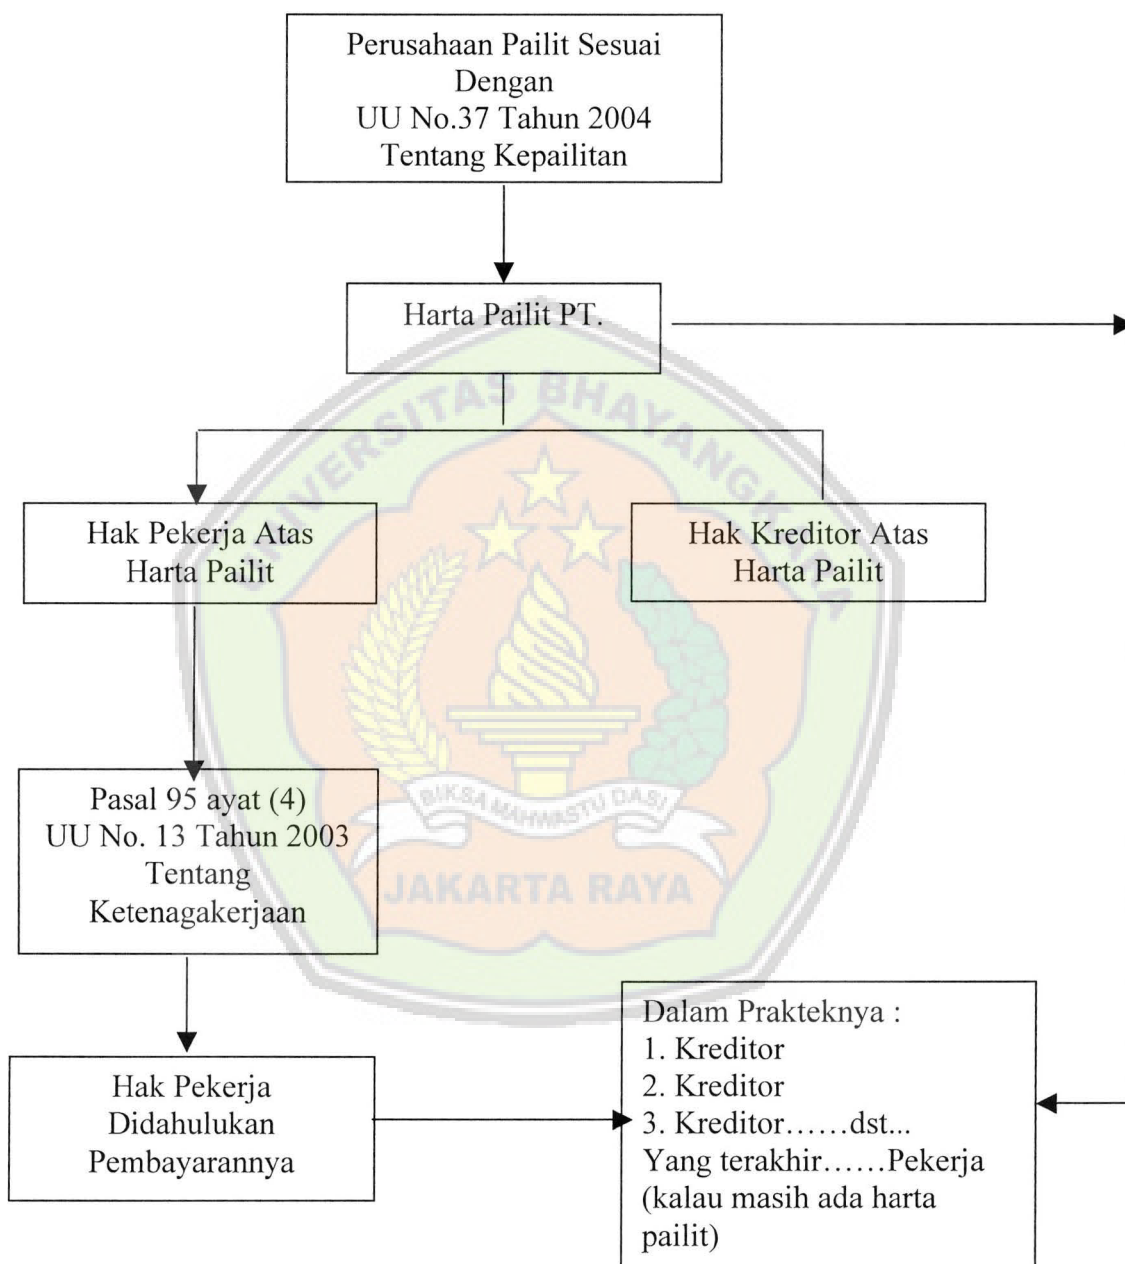 Perusahaan Pailit Sesuai
Dengan
UU No.37 Tahun 2004
Tentang Kepailitan
Harta Pailit PT.
UNIVERSITAS BHAYANGKARA
Hak Pekerja Atas
Harta Pailit
Hak Kreditor Atas
Harta Pailit
Pasal 95 ayat (4)
UU No. 13 Tahun 2003
Tentang
Ketenagakerjaan
BIKSA MAHWASTU DASI
JAKARTA RAYA
Hak Pekerja
Didahulukan
Pembayarannya
Dalam Prakteknya :
1. Kreditor
2. Kreditor
3. Kreditor......dst...
Yang terakhir......Pekerja
(kalau masih ada harta
pailit)